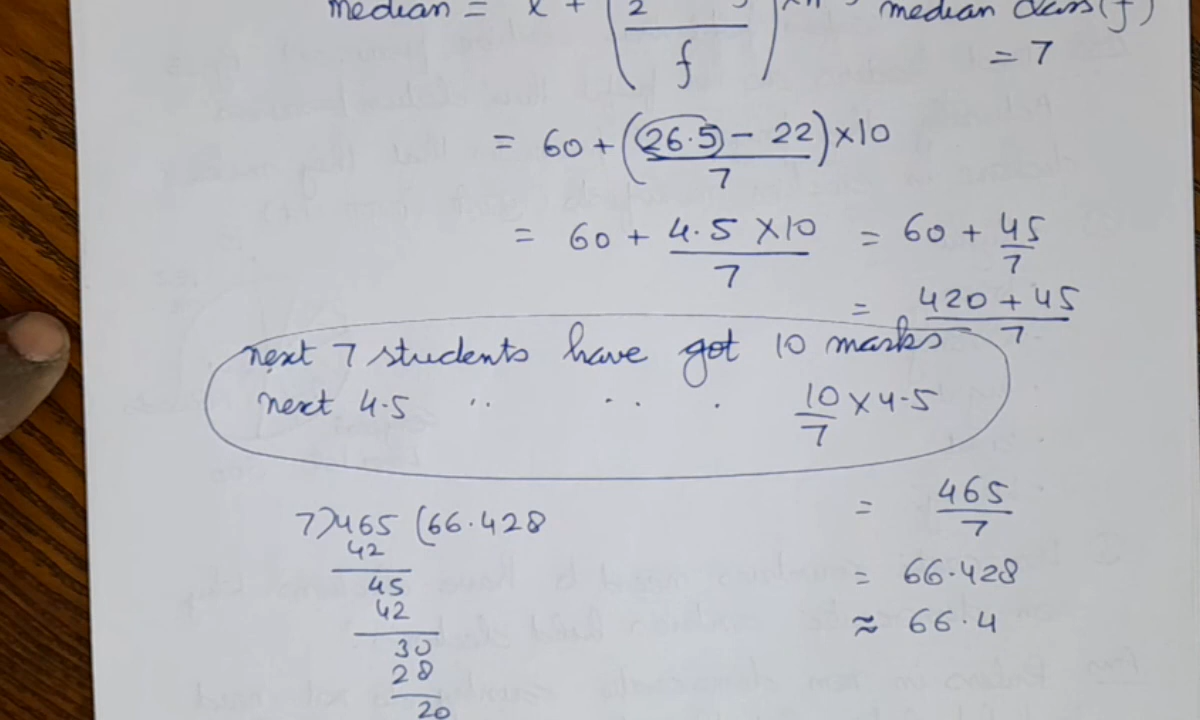 median = x + ( 2 / f ) median class (f)
= 7
= 60 + (26.5 - 22 / 7) × 10
= 60 + 4.5 × 10 / 7 = 60 + 45 / 7
= 420 + 45 / 7
next 7 students have got 10 marks
next 4.5 " " " 10/7 × 4.5
= 465 / 7
7)465(66.428
42
45
42
30
28
20
= 66.428
≈ 66.4